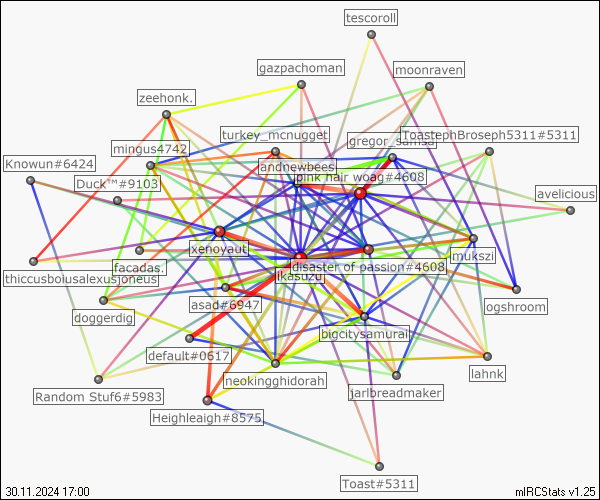 tescoroll
gazpachoman
moonraven
zeehonk.
turkey_mcnugget
gregor_samsa
ToastephBroseph5311#5311
mingus4742
Knowun#6424
andnewbees
pink hair woag#4608
Duck™#9103
avelicious
xenoyaut
mukszi
disaster of passion#4608
facadas.
thiccusbolusalexusjoneus
ikasuzu
asad#6947
ogshroom
doggerdig
bigcitysamurai
default#0617
lahnk
neokingghidorah
jarlbreadmaker
Random Stuf6#5983
Heighleaigh#8575
Toast#5311
30.11.2024 17:00
mIRCStats v1.25